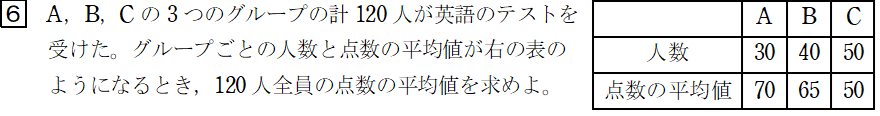 6 A，B，C の 3 つのグループの計 120 人が英語のテストを
受けた。グループごとの人数と点数の平均値が右の表の
ようになるとき，120 人全員の点数の平均値を求めよ。
A B C
人数 30 40 50
点数の平均値 70 65 50